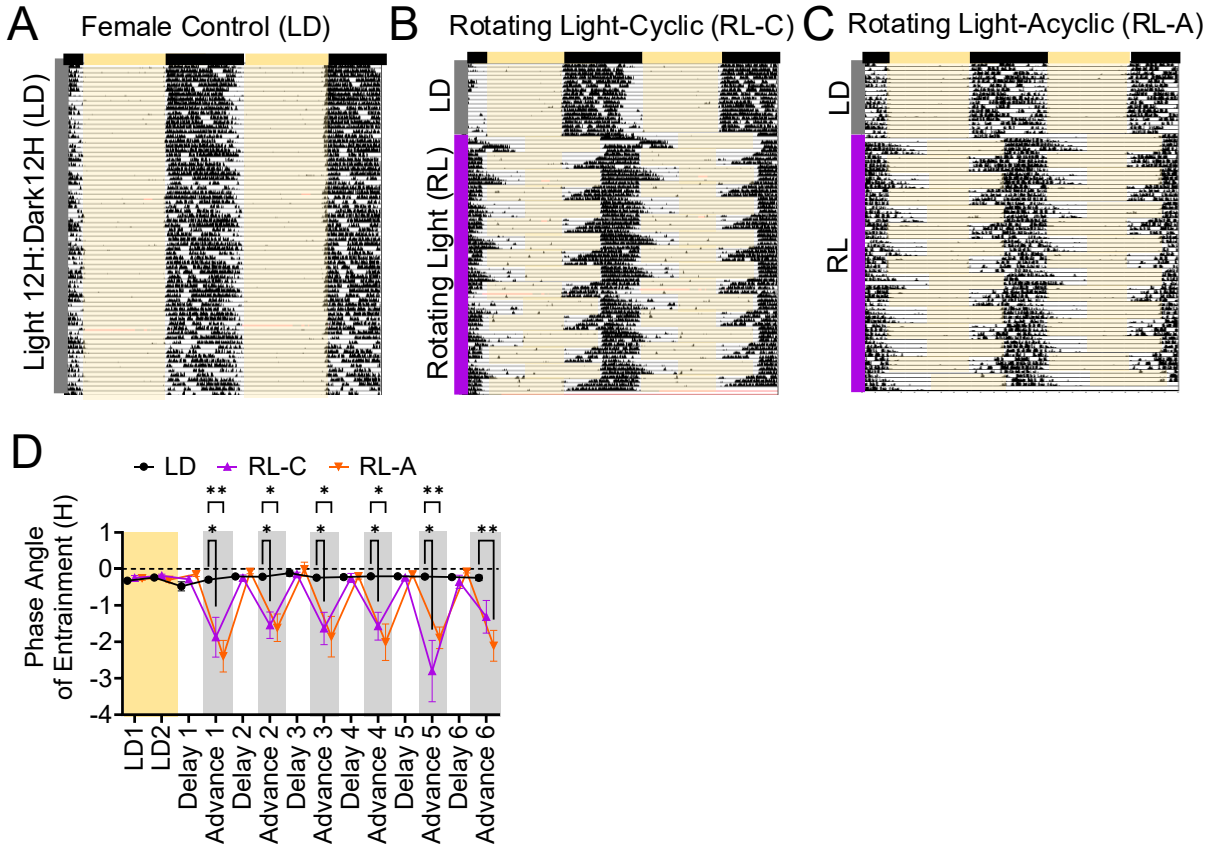 A
Female Control (LD)
Light 12H:Dark12H (LD)
B
Rotating Light-Cyclic (RL-C)
LD
Rotating Light (RL)
C
Rotating Light-Acyclic (RL-A)
LD
RL
D
LD
RL-C
RL-A
** * * * **
* * * * * **
Phase Angle
of Entrainment (H)
1
0
-1
-2
-3
-4
LD1
LD2
Delay 1
Advance 1
Delay 2
Advance 2
Delay 3
Advance 3
Delay 4
Advance 4
Delay 5
Advance 5
Delay 6
Advance 6